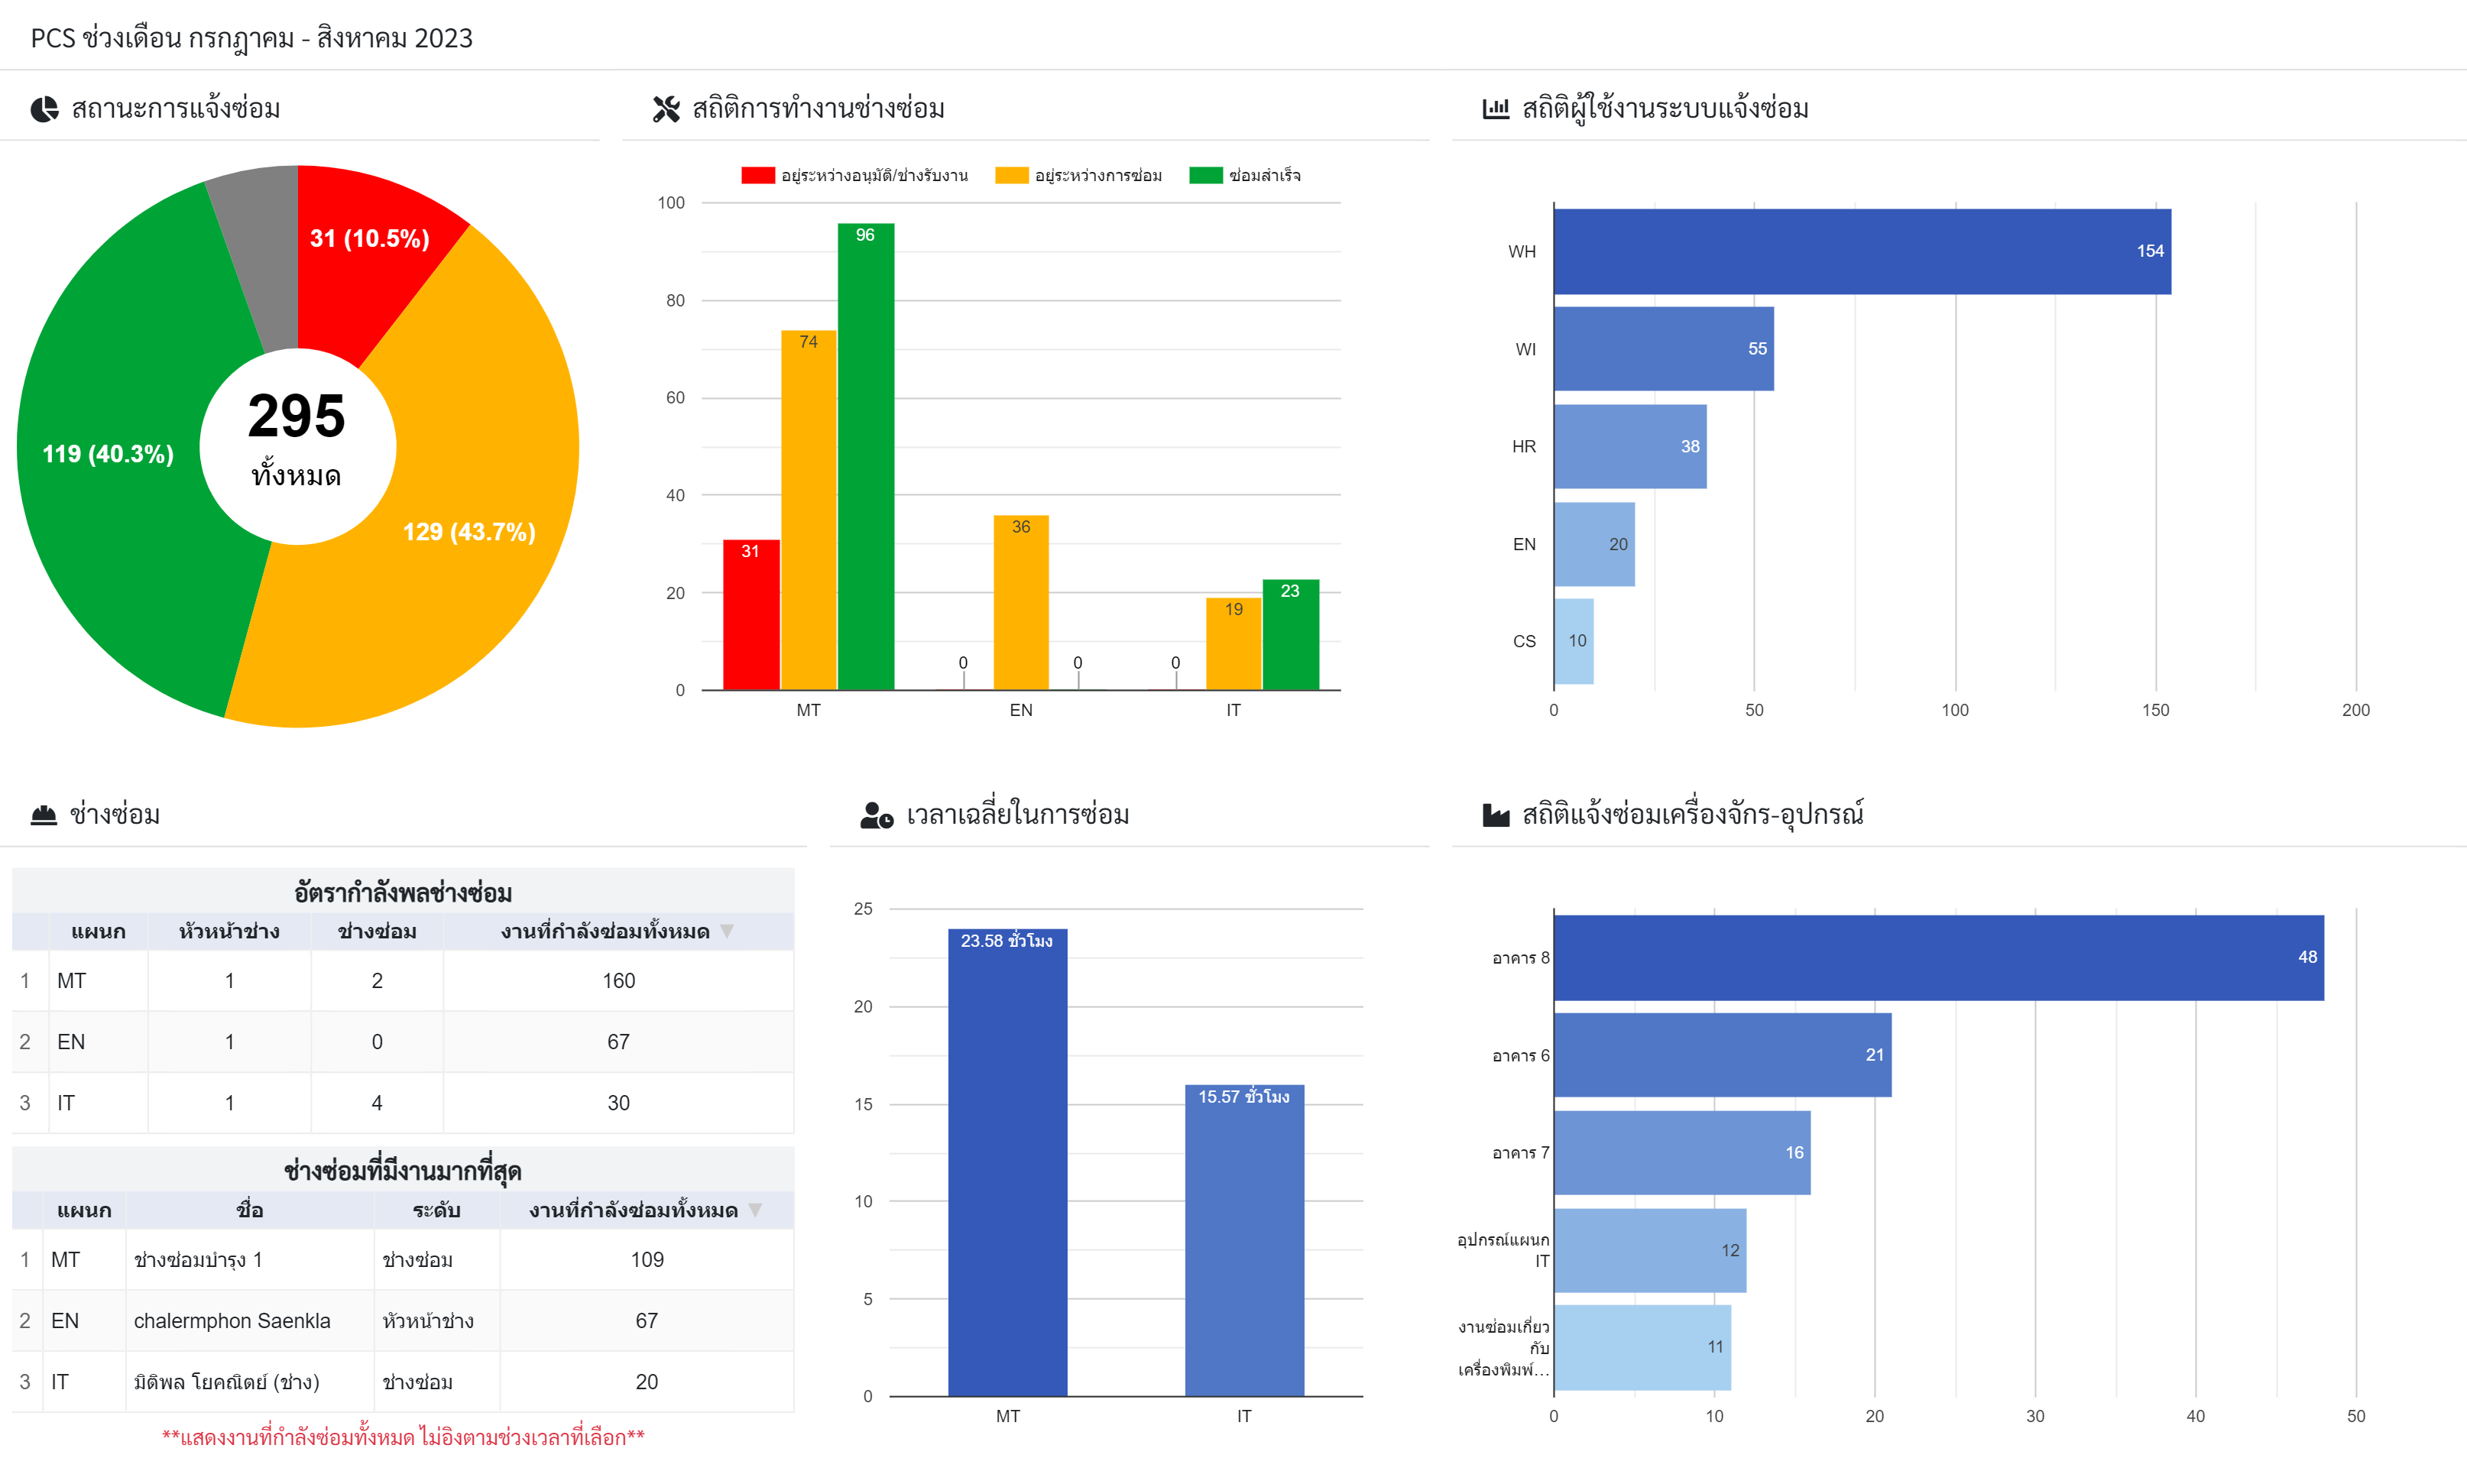 PCS ช่วงเดือน กรกฎาคม - สิงหาคม 2023
สถานะการแจ้งซ่อม
31 (10.5%)
119 (40.3%)
295
ทั้งหมด
129 (43.7%)
สถิติการทำงานช่างซ่อม
อยู่ระหว่างอนุมัติ/ช่างรับงาน อยู่ระหว่างการซ่อม ซ่อมสำเร็จ
100
80
60
40
20
0
31 74 96
0 36 0
0 19 23
MT EN IT
สถิติผู้ใช้งานระบบแจ้งซ่อม
WH 154
WI 55
HR 38
EN 20
CS 10
0 50 100 150 200
ช่างซ่อม
อัตรากำลังพลช่างซ่อม
แผนก หัวหน้าช่าง ช่างซ่อม งานที่กำลังซ่อมทั้งหมด ▼
1 MT 1 2 160
2 EN 1 0 67
3 IT 1 4 30
ช่างซ่อมที่มีงานมากที่สุด
แผนก ชื่อ ระดับ งานที่กำลังซ่อมทั้งหมด ▼
1 MT ช่างซ่อมบำรุง 1 ช่างซ่อม 109
2 EN chalermphon Saenkla หัวหน้าช่าง 67
3 IT มิติพล โยคณิตย์ (ช่าง) ช่างซ่อม 20
**แสดงงานที่กำลังซ่อมทั้งหมด ไม่อิงตามช่วงเวลาที่เลือก**
เวลาเฉลี่ยในการซ่อม
25
20
15
10
5
0
23.58 ชั่วโมง
15.57 ชั่วโมง
MT IT
สถิติแจ้งซ่อมเครื่องจักร-อุปกรณ์
อาคาร 8 48
อาคาร 6 21
อาคาร 7 16
อุปกรณ์แผนก
IT
12
งานซ่อมเกี่ยว
กับ
เครื่องพิมพ์...
11
0 10 20 30 40 50